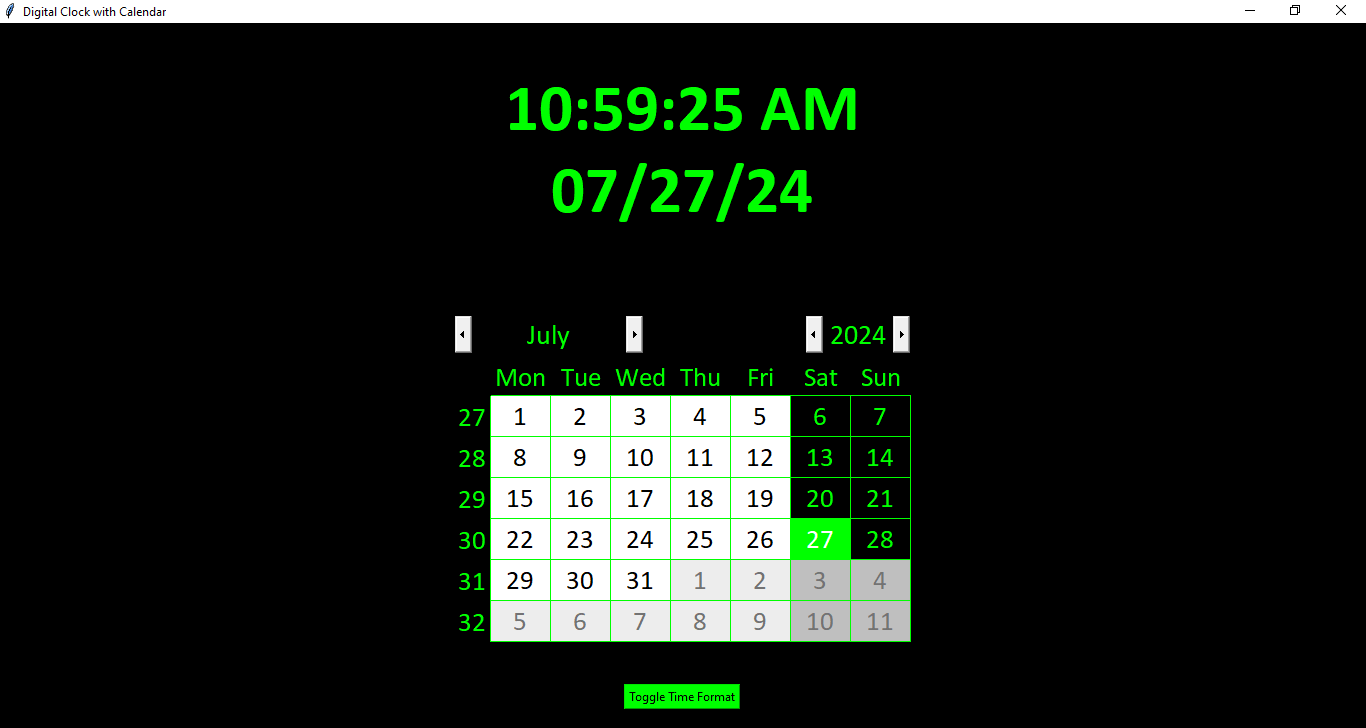 Digital Clock with Calendar
10:59:25 AM
07/27/24
July 2024
Mon Tue Wed Thu Fri Sat Sun
27 1 2 3 4 5 6 7
28 8 9 10 11 12 13 14
29 15 16 17 18 19 20 21
30 22 23 24 25 26 27 28
31 29 30 31 1 2 3 4
32 5 6 7 8 9 10 11
Toggle Time Format